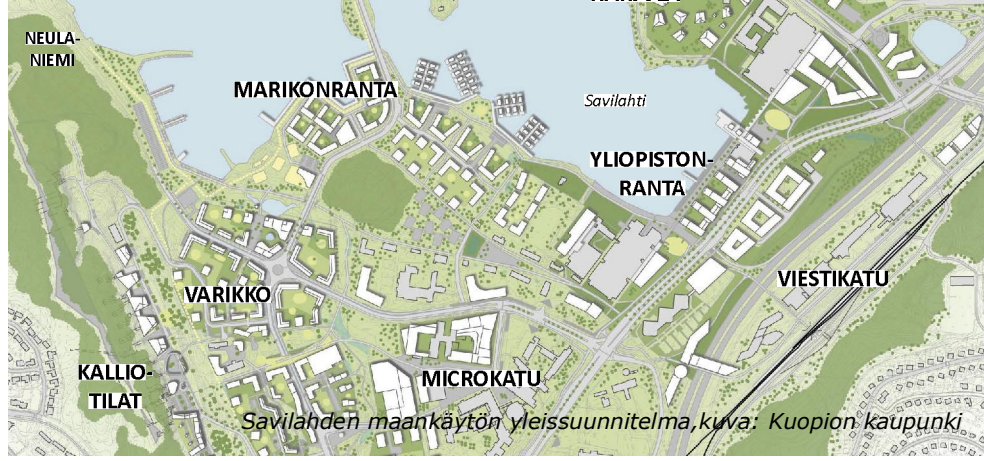 NEULA-
NIEMI
MARIKONRANTA
Savilahti
YLIOPISTON-
RANTA
VARIKKO
VIESTIKATU
KALLIO-
TILAT
MICROKATU
Savilahden maankäytön yleissuunnitelma,kuva: Kuopion kaupunki